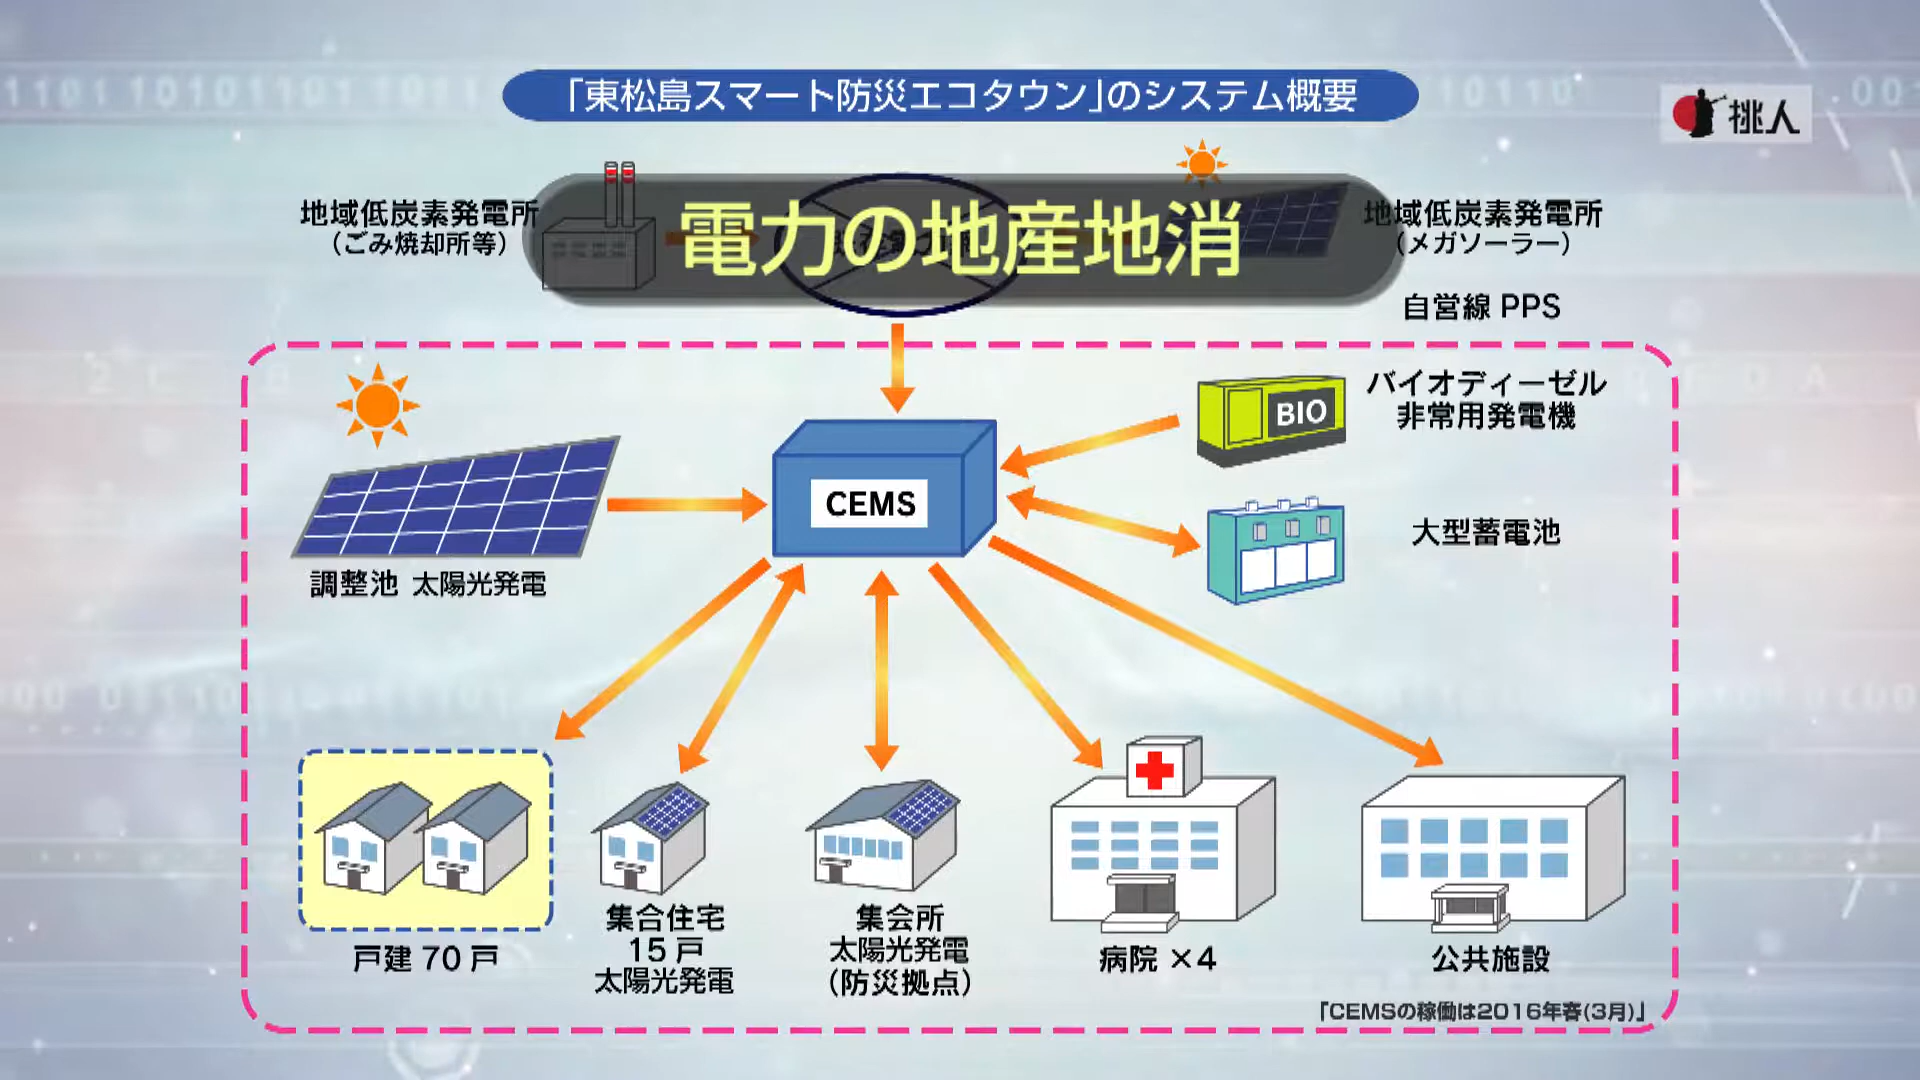 「東松島スマート防災エコタウン」のシステム概要
挑人
地域低炭素発電所
（ごみ焼却所等）
電力の地産地消
地域低炭素発電所
（メガソーラー）
自営線 PPS
バイオディーゼル
非常用発電機
BIO
CEMS
大型蓄電池
調整池 太陽光発電
戸建 70 戸
集合住宅
15 戸
太陽光発電
集会所
太陽光発電
（防災拠点）
病院 ×4
公共施設
「CEMSの稼働は2016年春(3月)」